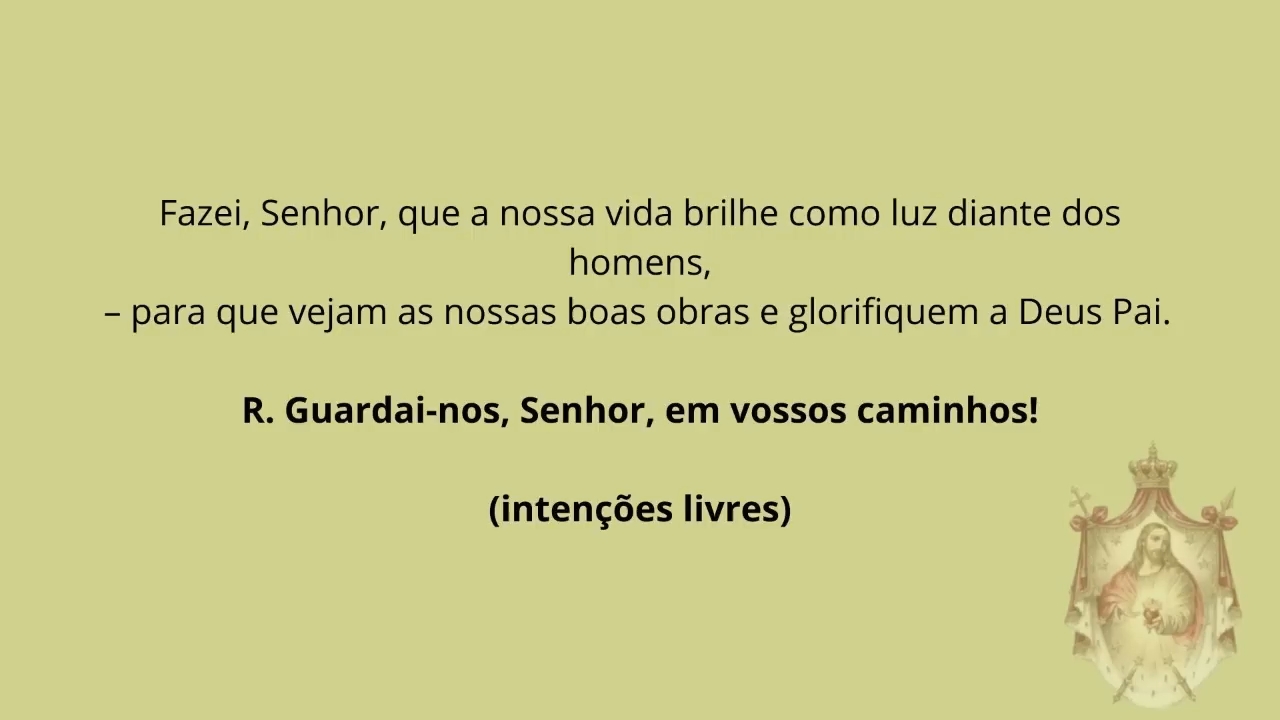 Fazei, Senhor, que a nossa vida brilhe como luz diante dos
homens,
– para que vejam as nossas boas obras e glorifiquem a Deus Pai.
R. Guardai-nos, Senhor, em vossos caminhos!
(intenções livres)